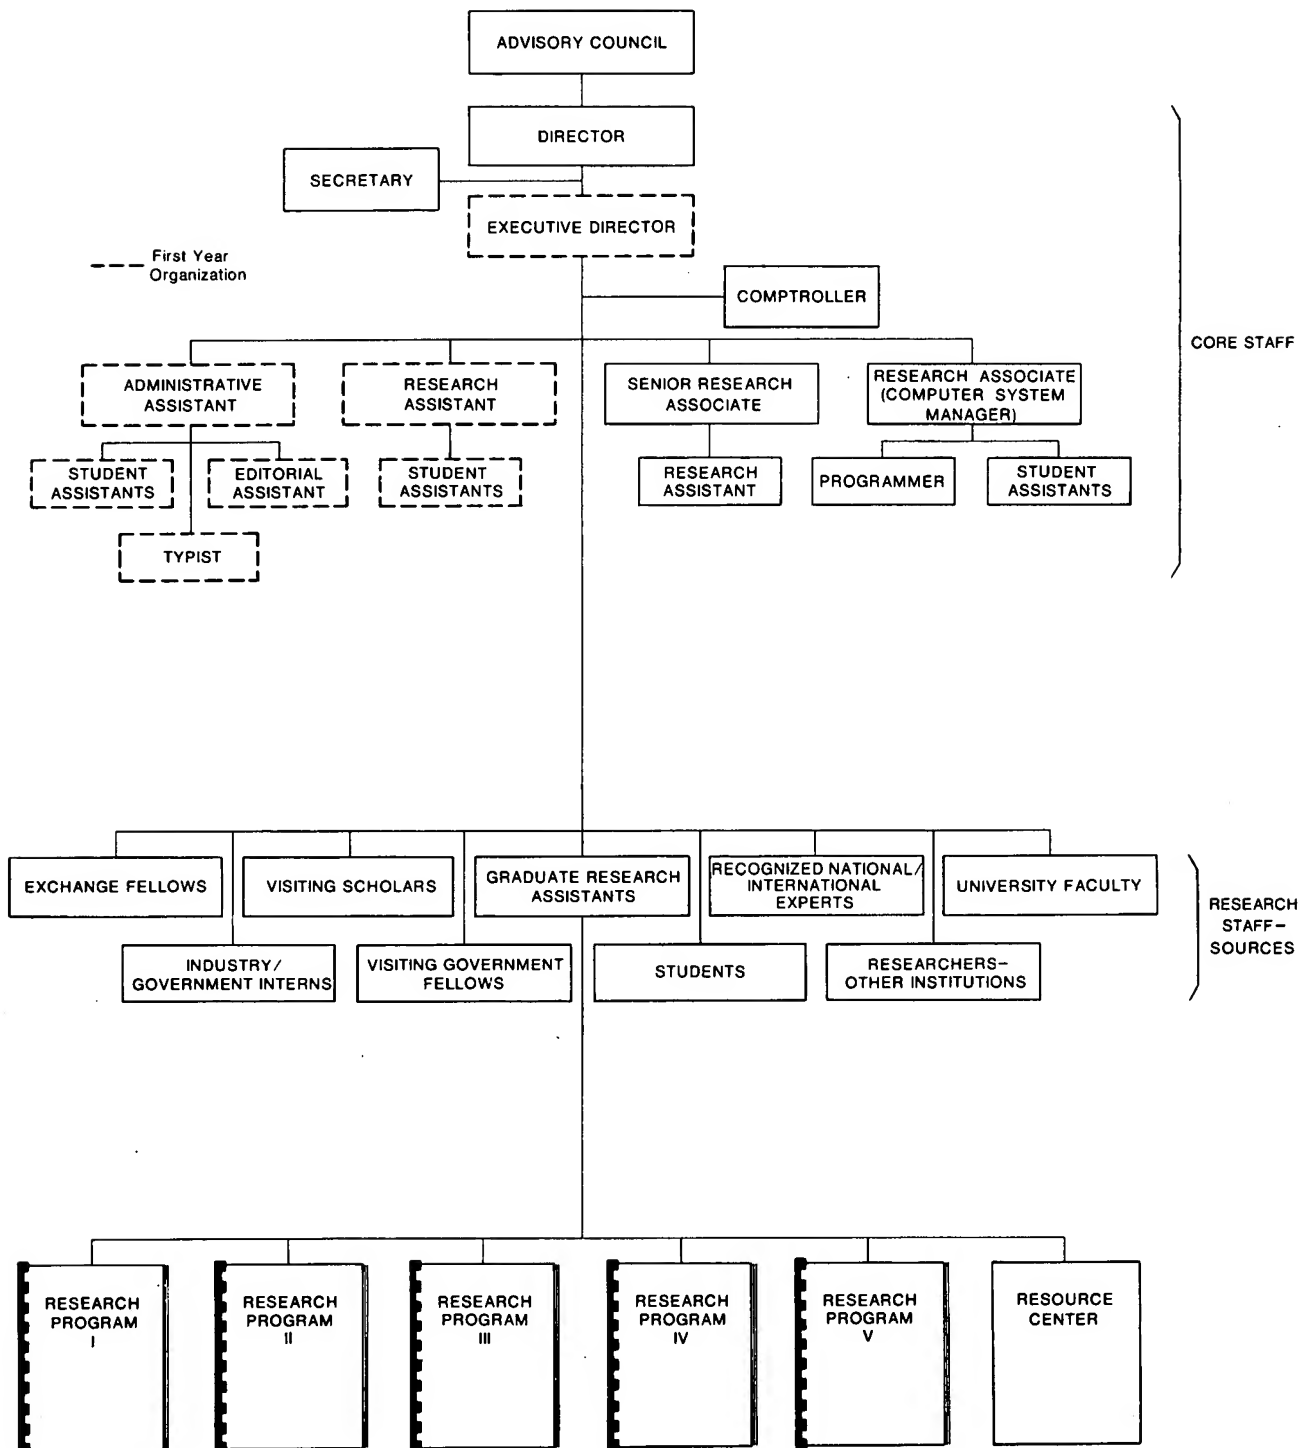 ADVISORY COUNCIL
DIRECTOR
SECRETARY
EXECUTIVE DIRECTOR
First Year
Organization
COMPTROLLER
CORE STAFF
ADMINISTRATIVE
ASSISTANT
RESEARCH
ASSISTANT
SENIOR RESEARCH
ASSOCIATE
RESEARCH ASSOCIATE
(COMPUTER SYSTEM
MANAGER)
STUDENT
ASSISTANTS
EDITORIAL
ASSISTANT
STUDENT
ASSISTANTS
RESEARCH
ASSISTANT
PROGRAMMER
STUDENT
ASSISTANTS
TYPIST
EXCHANGE FELLOWS
VISITING SCHOLARS
GRADUATE RESEARCH
ASSISTANTS
RECOGNIZED NATIONAL/
INTERNATIONAL
EXPERTS
UNIVERSITY FACULTY
RESEARCH
STAFF–
SOURCES
INDUSTRY/
GOVERNMENT INTERNS
VISITING GOVERNMENT
FELLOWS
STUDENTS
RESEARCHERS–
OTHER INSTITUTIONS
RESEARCH
PROGRAM
I
RESEARCH
PROGRAM
II
RESEARCH
PROGRAM
III
RESEARCH
PROGRAM
IV
RESEARCH
PROGRAM
V
RESOURCE
CENTER